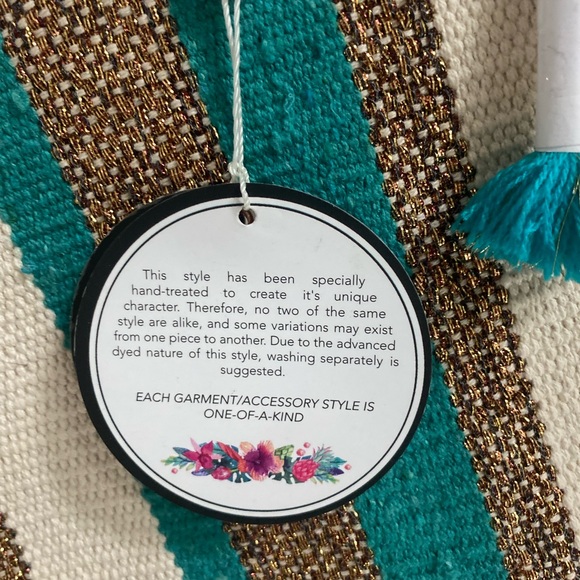 This style has been specially
hand-treated to create it's unique
character. Therefore, no two of the same
style are alike, and some variations may exist
from one piece to another. Due to the advanced
dyed nature of this style, washing separately is
suggested.
EACH GARMENT/ACCESSORY STYLE IS
ONE-OF-A-KIND